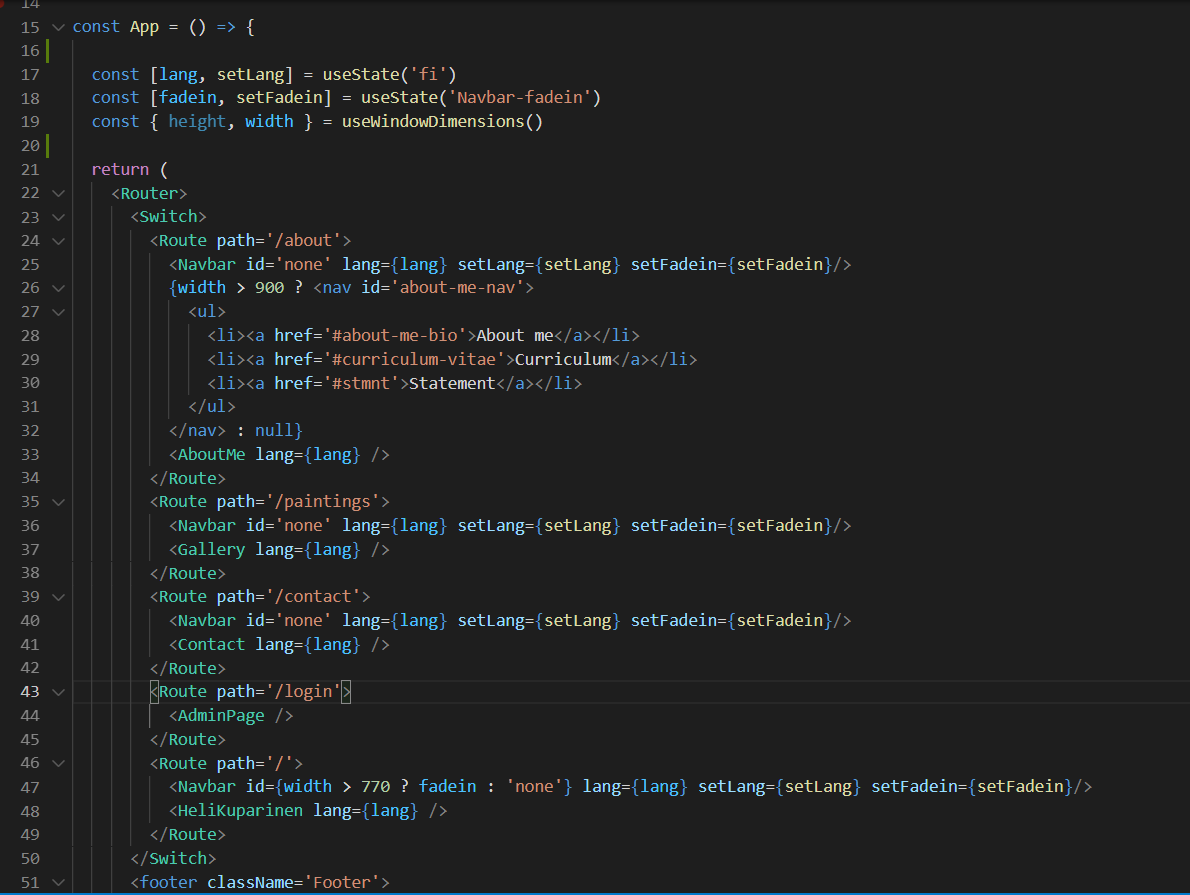 14
15 const App = () => {
16
17 const [lang, setLang] = useState('fi')
18 const [fadein, setFadein] = useState('Navbar-fadein')
19 const { height, width } = useWindowDimensions()
20
21 return (
22 <Router>
23 <Switch>
24 <Route path='/about'>
25 <Navbar id='none' lang={lang} setLang={setLang} setFadein={setFadein}/>
26 {width > 900 ? <nav id='about-me-nav'>
27 <ul>
28 <li><a href='#about-me-bio'>About me</a></li>
29 <li><a href='#curriculum-vitae'>Curriculum</a></li>
30 <li><a href='#stmnt'>Statement</a></li>
31 </ul>
32 </nav> : null}
33 <AboutMe lang={lang} />
34 </Route>
35 <Route path='/paintings'>
36 <Navbar id='none' lang={lang} setLang={setLang} setFadein={setFadein}/>
37 <Gallery lang={lang} />
38 </Route>
39 <Route path='/contact'>
40 <Navbar id='none' lang={lang} setLang={setLang} setFadein={setFadein}/>
41 <Contact lang={lang} />
42 </Route>
43 <Route path='/login'>
44 <AdminPage />
45 </Route>
46 <Route path='/'>
47 <Navbar id={width > 770 ? fadein : 'none'} lang={lang} setLang={setLang} setFadein={setFadein}/>
48 <HeliKuparinen lang={lang} />
49 </Route>
50 </Switch>
51 <footer className='Footer'>